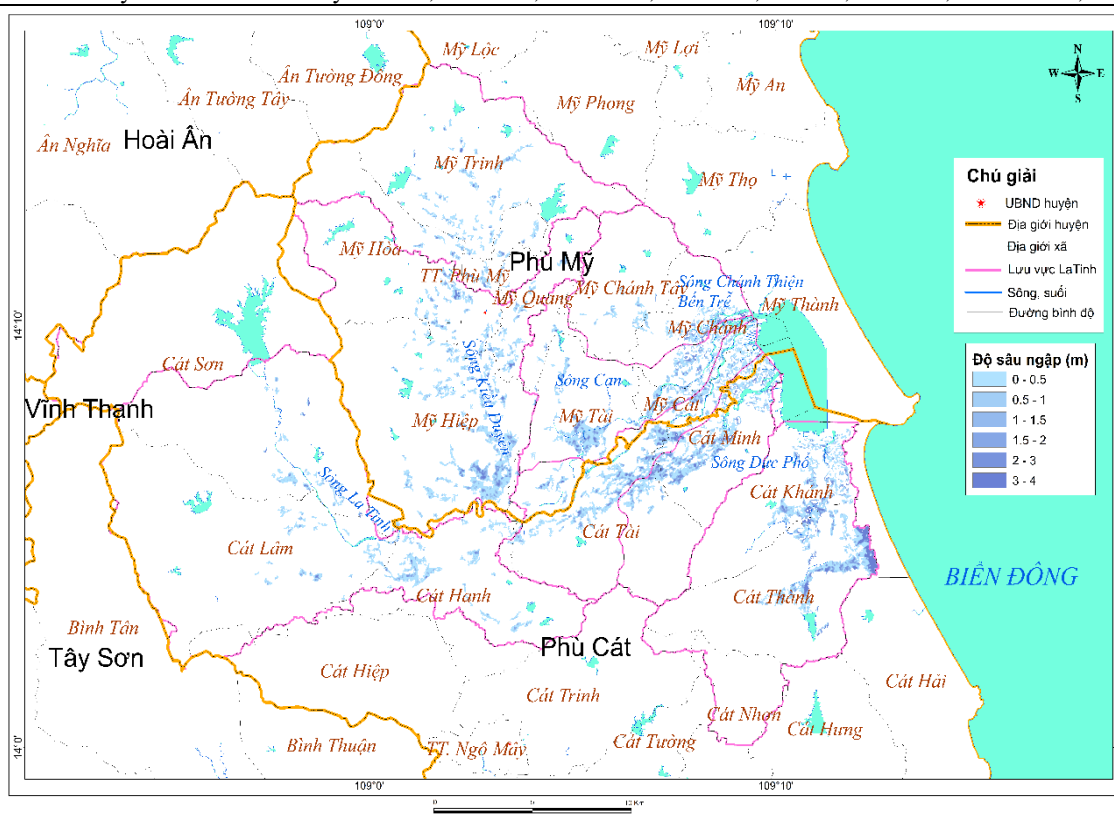 109°0'
109°10'
Mỹ Lộc
Mỹ Lợi
N
W
E
S
Ân Tường Đông
Mỹ An
Ân Tường Tây
Mỹ Phong
Ân Nghĩa
Hoài Ân
Mỹ Trinh
Mỹ Thọ
Chú giải
UBND huyện
Địa giới huyện
Địa giới xã
Lưu vực LaTinh
Sông, suối
Đường bình độ
Mỹ Hòa
Phù Mỹ
TT. Phù Mỹ
Mỹ Quang
Mỹ Chánh Tây
Sông Chánh Thiện
Bến Trẻ
Mỹ Thành
Mỹ Chánh
14°10'
Độ sâu ngập (m)
0 - 0.5
0.5 - 1
1 - 1.5
1.5 - 2
2 - 3
3 - 4
Cát Sơn
Sông Kiều Duyên
Sông Cạn
Vĩnh Thạnh
Mỹ Hiệp
Mỹ Tài
Mỹ Cát
Cát Minh
Sông Đức Phổ
Sông La Tinh
Cát Khánh
Cát Tài
Cát Lâm
BIỂN ĐÔNG
Cát Hanh
Cát Thành
Bình Tân
Tây Sơn
Phù Cát
Cát Hiệp
Cát Trinh
Cát Hải
Cát Nhơn
Cát Hưng
Bình Thuận
TT. Ngô Mây
Cát Tường
14°0'
109°0'
109°10'
0